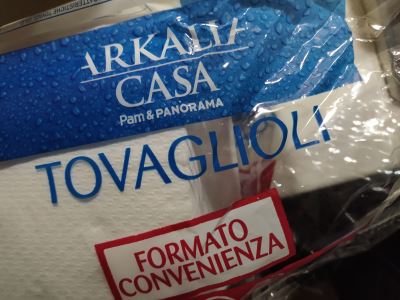 ARKALIA
CASA
Pam & PANORAMA
TOVAGLIOLI
FORMATO
CONVENIENZA